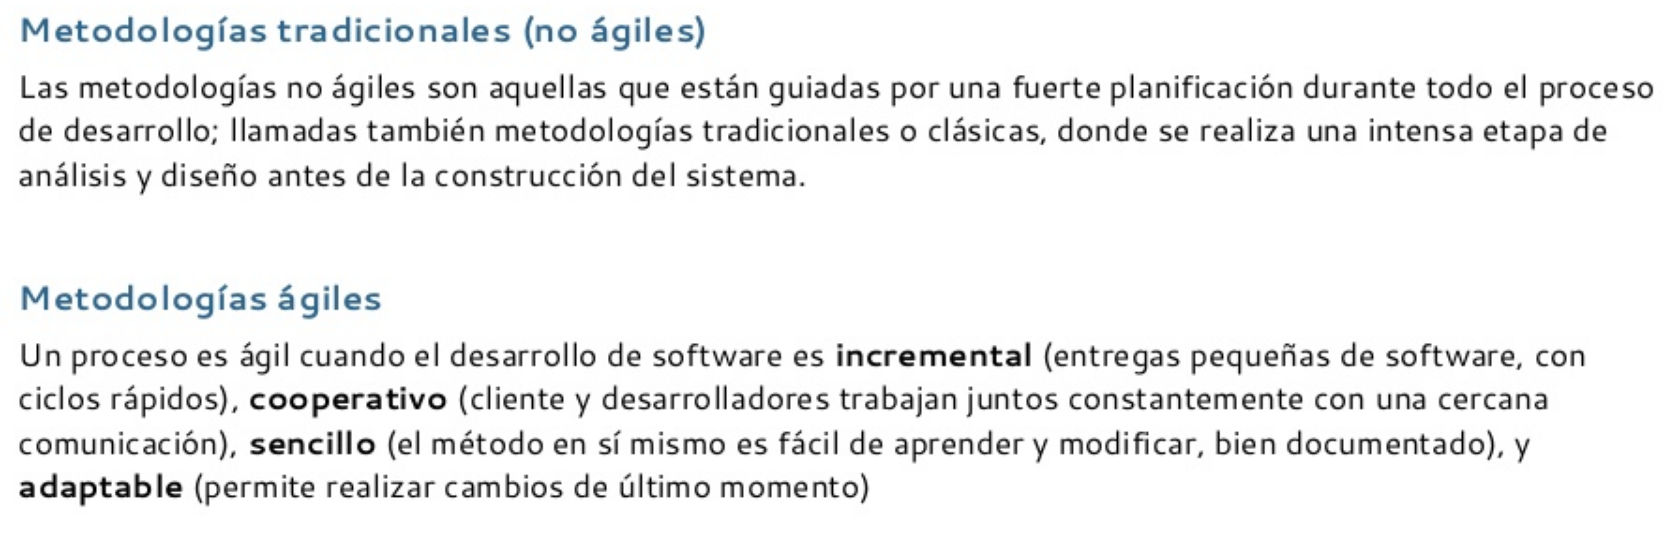 Metodologías tradicionales (no ágiles)
Las metodologías no ágiles son aquellas que están guiadas por una fuerte planificación durante todo el proceso
de desarrollo; llamadas también metodologías tradicionales o clásicas, donde se realiza una intensa etapa de
análisis y diseño antes de la construcción del sistema.
Metodologías ágiles
Un proceso es ágil cuando el desarrollo de software es incremental (entregas pequeñas de software, con
ciclos rápidos), cooperativo (cliente y desarrolladores trabajan juntos constantemente con una cercana
comunicación), sencillo (el método en sí mismo es fácil de aprender y modificar, bien documentado), y
adaptable (permite realizar cambios de último momento)